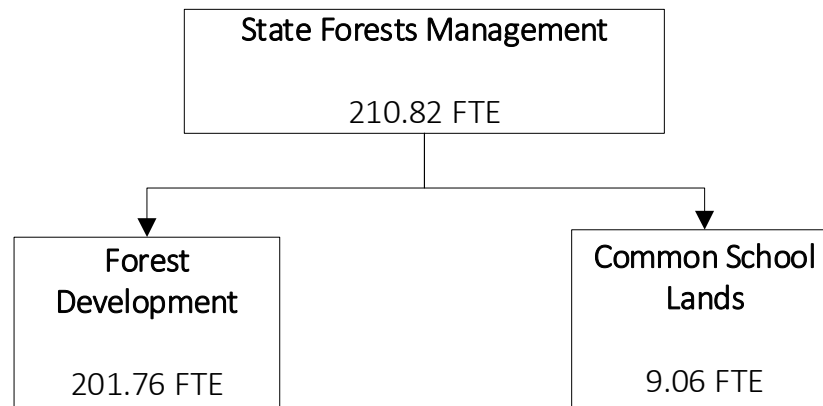 State Forests Management
210.82 FTE
Forest
Development
201.76 FTE
Common School
Lands
9.06 FTE